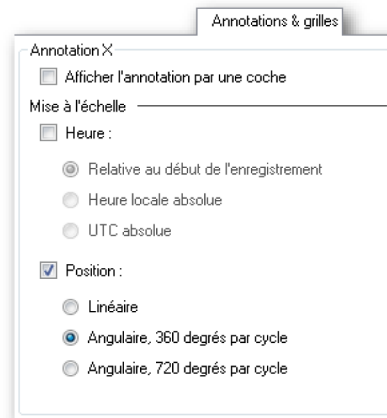 Annotations & grilles
Annotation X
Afficher l'annotation par une coche
Mise à l'échelle
Heure :
Relative au début de l'enregistrement
Heure locale absolue
UTC absolue
Position :
Linéaire
Angulaire, 360 degrés par cycle
Angulaire, 720 degrés par cycle